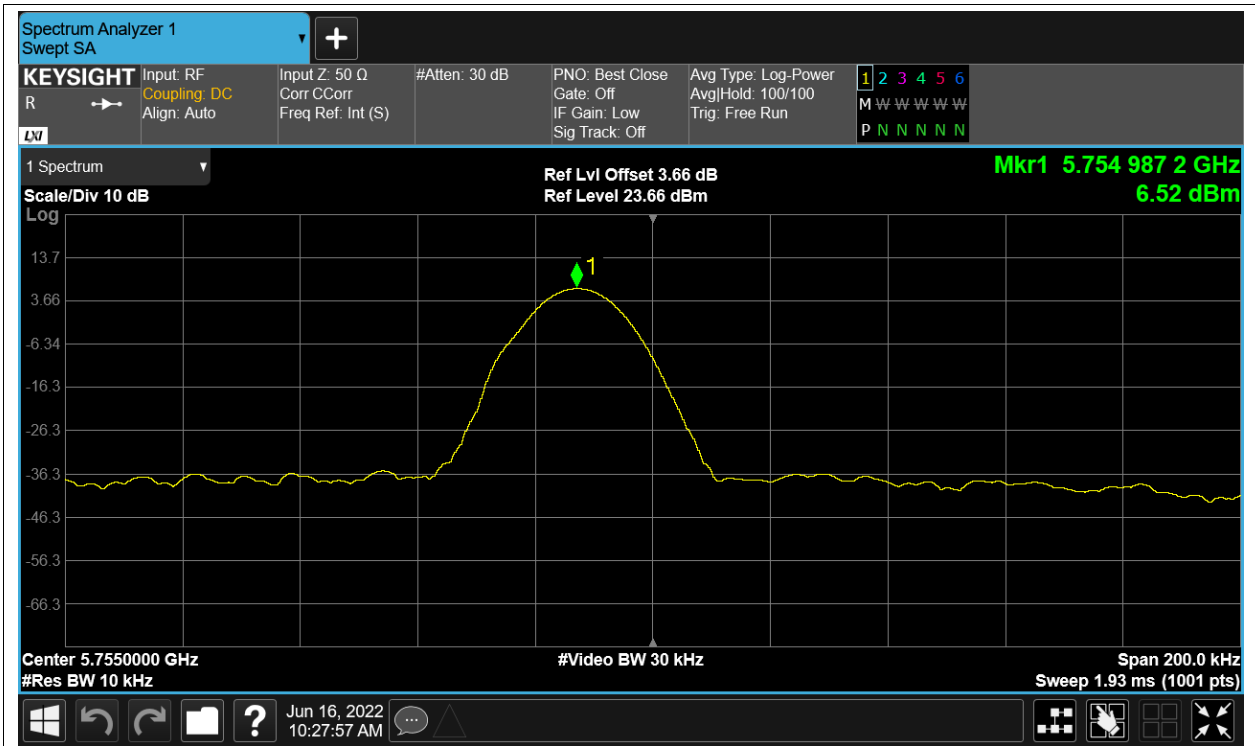 Spectrum Analyzer 1
Swept SA
KEYSIGHT
R
LXI
Input: RF
Coupling: DC
Align: Auto
Input Z: 50 Ω
Corr CCorr
Freq Ref: Int (S)
#Atten: 30 dB
PNO: Best Close
Gate: Off
IF Gain: Low
Sig Track: Off
Avg Type: Log-Power
Avg|Hold: 100/100
Trig: Free Run
1 2 3 4 5 6
M W W W W W
P N N N N N
1 Spectrum
Scale/Div 10 dB
Log
Ref Lvl Offset 3.66 dB
Ref Level 23.66 dBm
Mkr1 5.754 987 2 GHz
6.52 dBm
1
13.7
3.66
-6.34
-16.3
-26.3
-36.3
-46.3
-56.3
-66.3
Center 5.7550000 GHz
#Res BW 10 kHz
#Video BW 30 kHz
Span 200.0 kHz
Sweep 1.93 ms (1001 pts)
?
Jun 16, 2022
10:27:57 AM